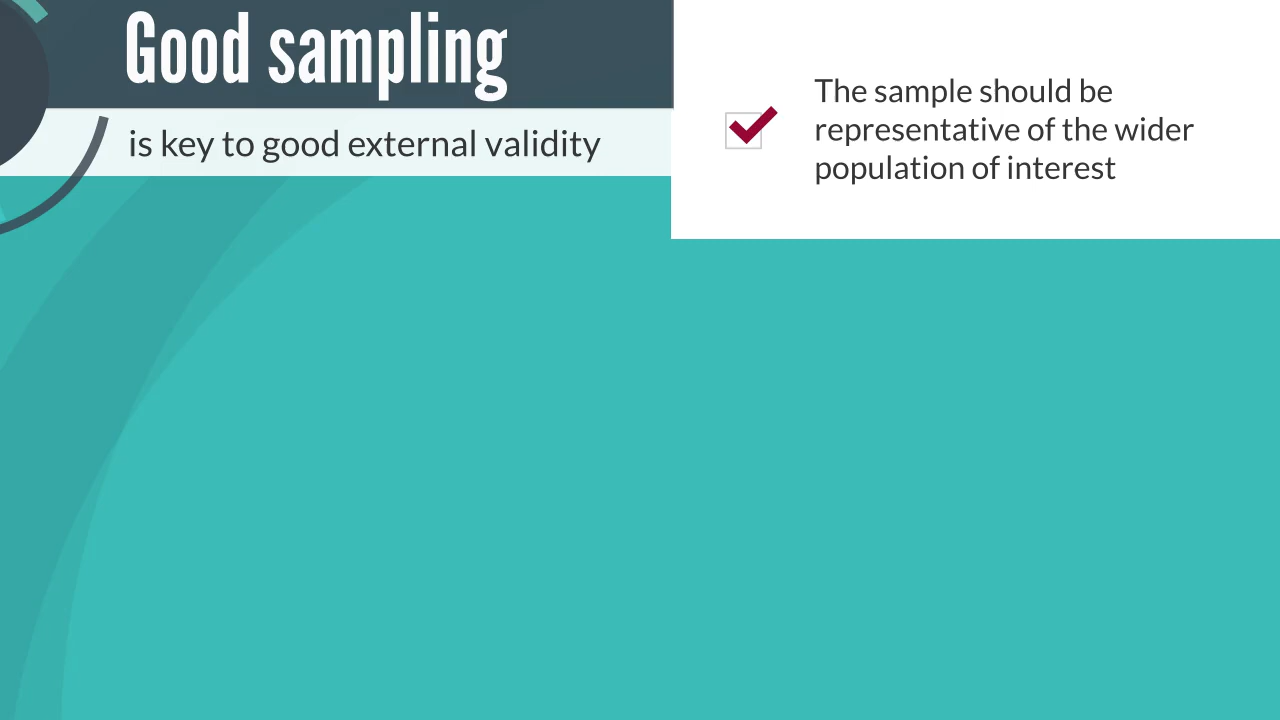 Good sampling
is key to good external validity
The sample should be
representative of the wider
population of interest